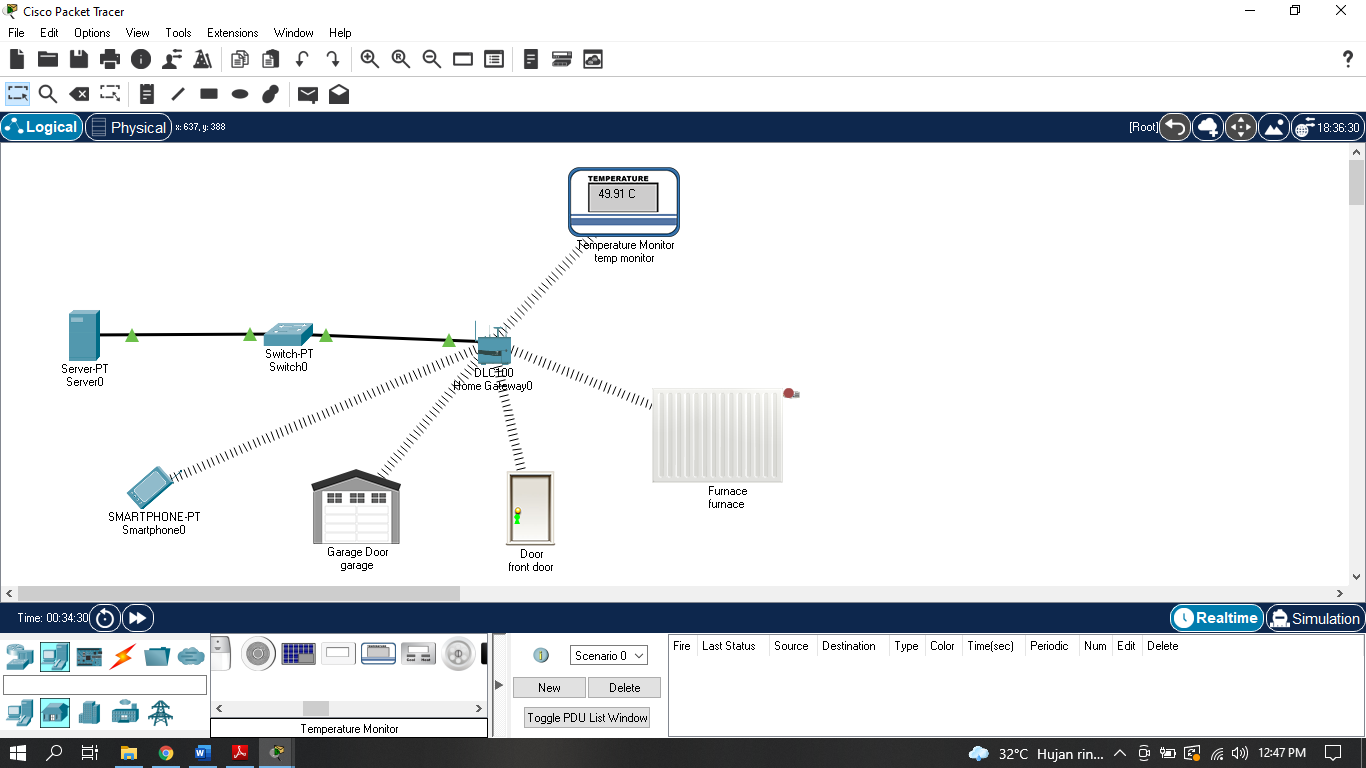 Cisco Packet Tracer
File Edit Options View Tools Extensions Window Help
Logical Physical x: 637, y: 388 [Root] 18:36:30
TEMPERATURE
49.91 C
Temperature Monitor
temp monitor
Server-PT
Server0
Switch-PT
Switch0
DLC100
Home Gateway0
Furnace
furnace
SMARTPHONE-PT
Smartphone0
Garage Door
garage
Door
front door
Time: 00:34:30 Realtime Simulation
Scenario 0
New Delete
Toggle PDU List Window
Fire Last Status Source Destination Type Color Time(sec) Periodic Num Edit Delete
Temperature Monitor
32°C Hujan rin... 12:47 PM